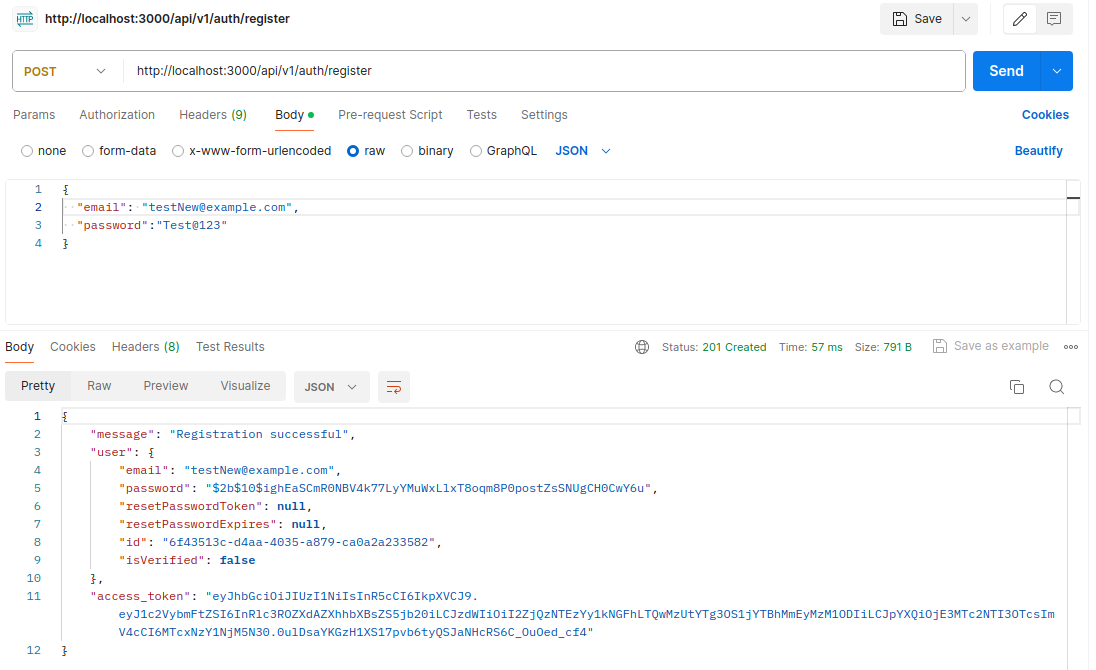 HTTP http://localhost:3000/api/v1/auth/register Save
POST http://localhost:3000/api/v1/auth/register Send
Params Authorization Headers (9) Body Pre-request Script Tests Settings Cookies
none form-data x-www-form-urlencoded raw binary GraphQL JSON Beautify
1 {
2 "email": "testNew@example.com",
3 "password":"Test@123"
4 }
Body Cookies Headers (8) Test Results Status: 201 Created Time: 57 ms Size: 791 B Save as example
Pretty Raw Preview Visualize JSON
1 {
2 "message": "Registration successful",
3 "user": {
4 "email": "testNew@example.com",
5 "password": "$2b$10$ighEaSCmR0NBV4k77LyYMuWxLlxT8oqm8P0postZsSNUgCH0CwY6u",
6 "resetPasswordToken": null,
7 "resetPasswordExpires": null,
8 "id": "6f43513c-d4aa-4035-a879-ca0a2a233582",
9 "isVerified": false
10 },
11 "access_token": "eyJhbGciOiJIUzI1NiIsInR5cCI6IkpXVCJ9.
eyJ1c2VybmFtZSI6InRlc3ROZXdAZXhhbXBsZS5jb20iLCJzdWIiOiI2ZjQzNTEzYy1kNGFhLTQwMzUtYTg3OS1jYTBhMmEyMzM1ODIiLCJpYXQiOjE3MTc2NTI3OTcsIm
V4cCI6MTcxNzY1NjM5N30.0ulDsaYKGzH1XS17pvb6tyQSJaNHcRS6C_OuOed_cf4"
12 }